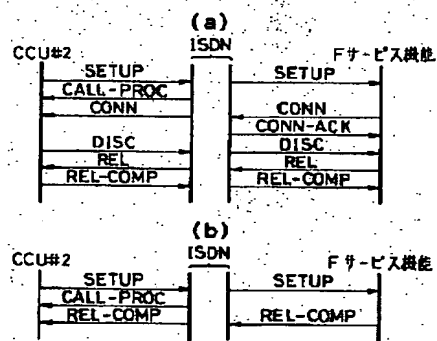 (a)
ISDN
CCU#2 Fサービス機能
SETUP SETUP
CALL-PROC
CONN CONN
CONN-ACK
DISC DISC
REL REL
REL-COMP REL-COMP
(b)
ISDN
CCU#2 Fサービス機能
SETUP SETUP
CALL-PROC
REL-COMP REL-COMP